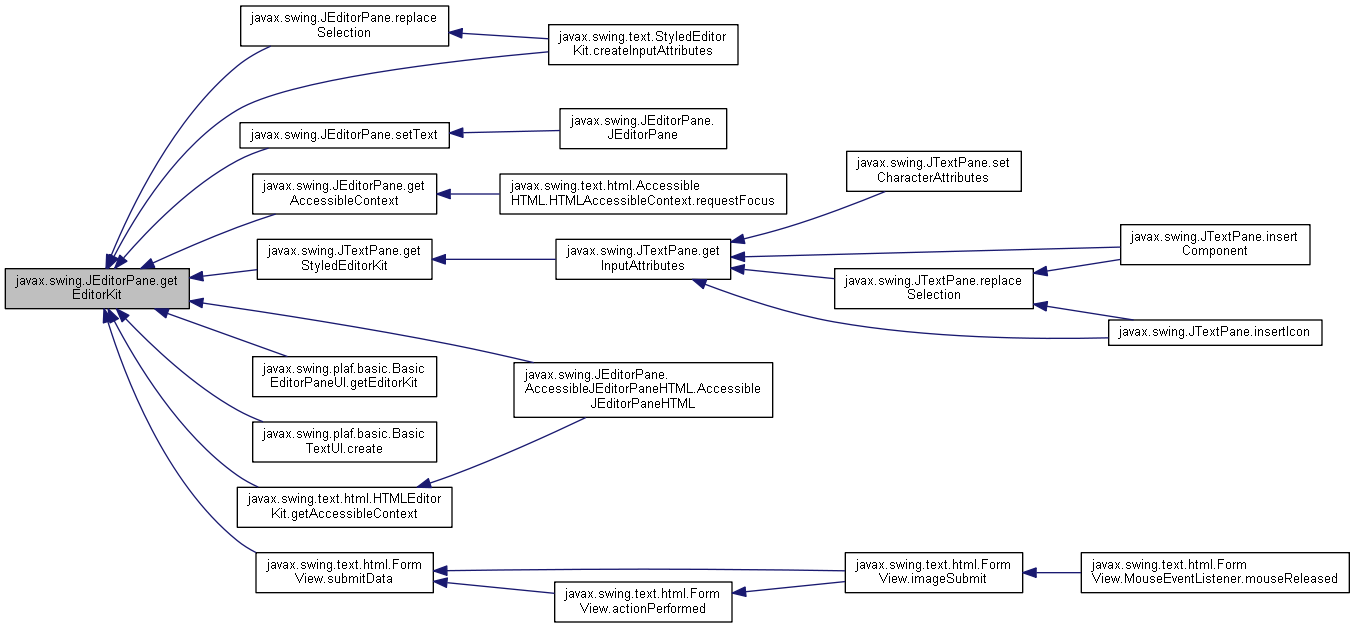 javax.swing.JEditorPane.replace
Selection
javax.swing.text.StyledEditor
Kit.createInputAttributes
javax.swing.JEditorPane.setText
javax.swing.JEditorPane.
JEditorPane
javax.swing.JEditorPane.get
AccessibleContext
javax.swing.text.html.Accessible
HTML.HTMLAccessibleContext.requestFocus
javax.swing.JTextPane.set
CharacterAttributes
javax.swing.JTextPane.get
StyledEditorKit
javax.swing.JTextPane.get
InputAttributes
javax.swing.JTextPane.insert
Component
javax.swing.JEditorPane.get
EditorKit
javax.swing.JTextPane.replace
Selection
javax.swing.JTextPane.insertIcon
javax.swing.plaf.basic.Basic
EditorPaneUI.getEditorKit
javax.swing.JEditorPane.
AccessibleJEditorPaneHTML.Accessible
JEditorPaneHTML
javax.swing.plaf.basic.Basic
TextUI.create
javax.swing.text.html.HTMLEditor
Kit.getAccessibleContext
javax.swing.text.html.Form
View.submitData
javax.swing.text.html.Form
View.actionPerformed
javax.swing.text.html.Form
View.imageSubmit
javax.swing.text.html.Form
View.MouseEventListener.mouseReleased